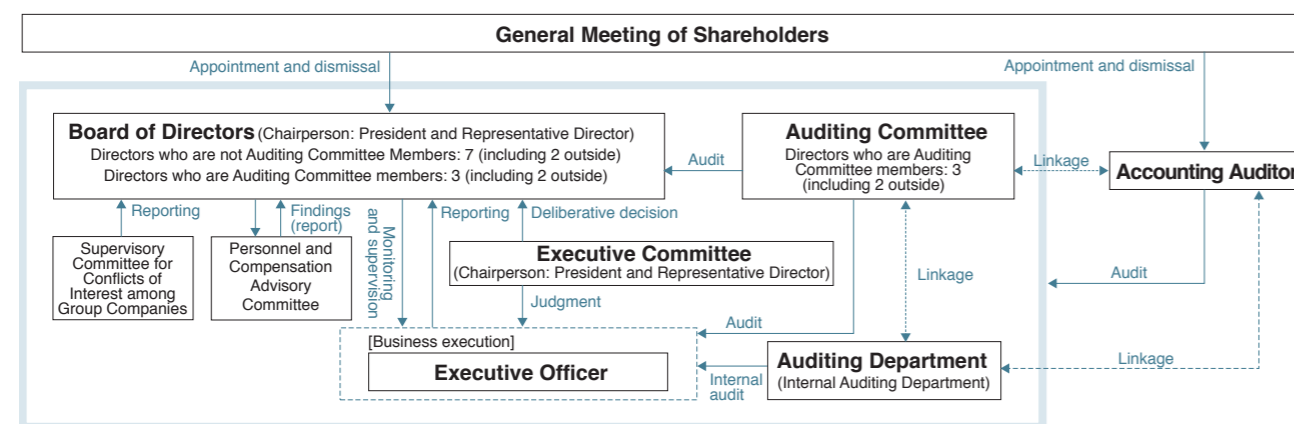 General Meeting of Shareholders
Appointment and dismissal
Appointment and dismissal
Board of Directors (Chairperson: President and Representative Director)
Directors who are not Auditing Committee Members: 7 (including 2 outside)
Directors who are Auditing Committee members: 3 (including 2 outside)
Audit
Auditing Committee
Directors who are Auditing
Committee members: 3
(including 2 outside)
Linkage
Accounting Auditor
Reporting
Findings
(report)
Monitoring
and supervision
Reporting
Deliberative decision
Supervisory
Committee for
Conflicts of
Interest among
Group Companies
Personnel and
Compensation
Advisory
Committee
Executive Committee
(Chairperson: President and Representative Director)
Linkage
Audit
Judgment
Audit
[Business execution]
Executive Officer
Internal
audit
Auditing Department
(Internal Auditing Department)
Linkage